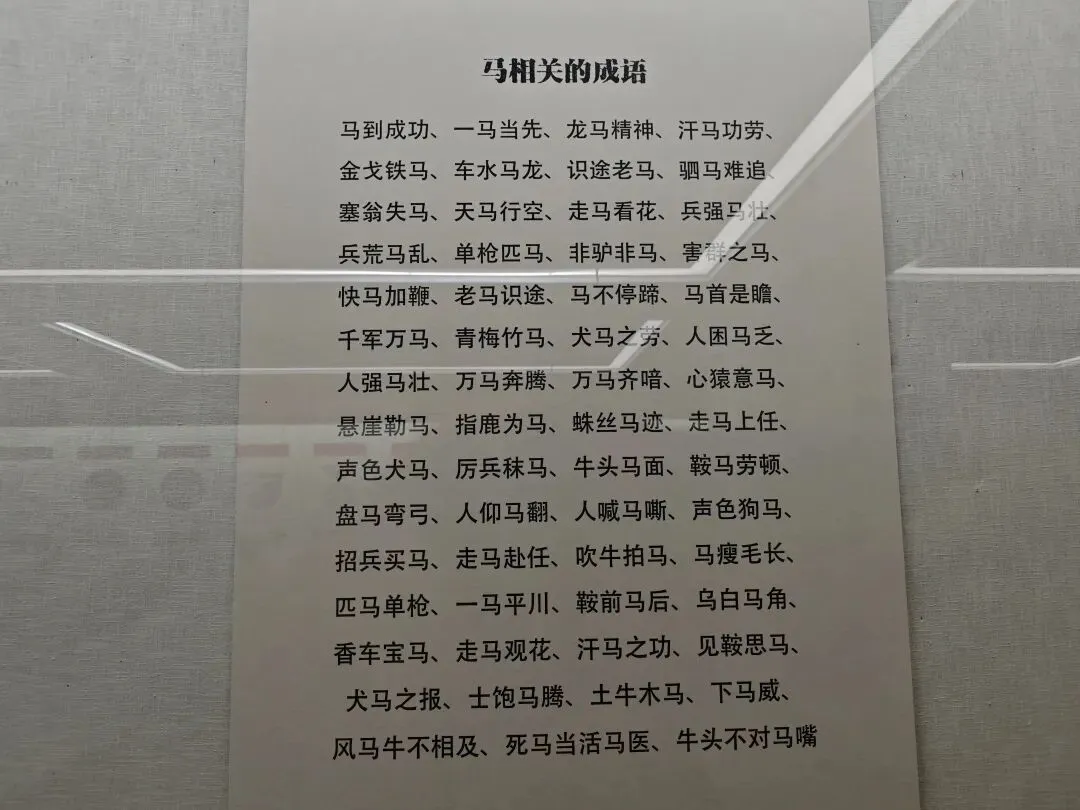 马相关的成语
马到成功、一马当先、龙马精神、汗马功劳、
金戈铁马、车水马龙、识途老马、驷马难追、
塞翁失马、天马行空、走马看花、兵强马壮、
兵荒马乱、单枪匹马、非驴非马、害群之马、
快马加鞭、老马识途、马不停蹄、马首是瞻、
千军万马、青梅竹马、犬马之劳、人困马乏、
人强马壮、万马奔腾、万马齐喑、心猿意马、
悬崖勒马、指鹿为马、蛛丝马迹、走马上任、
声色犬马、厉兵秣马、牛头马面、鞍马劳顿、
盘马弯弓、人仰马翻、人喊马嘶、声色狗马、
招兵买马、走马赴任、吹牛拍马、马瘦毛长、
匹马单枪、一马平川、鞍前马后、乌白马角、
香车宝马、走马观花、汗马之功、见鞍思马、
犬马之报、士饱马腾、土牛木马、下马威、
风马牛不相及、死马当活马医、牛头不对马嘴